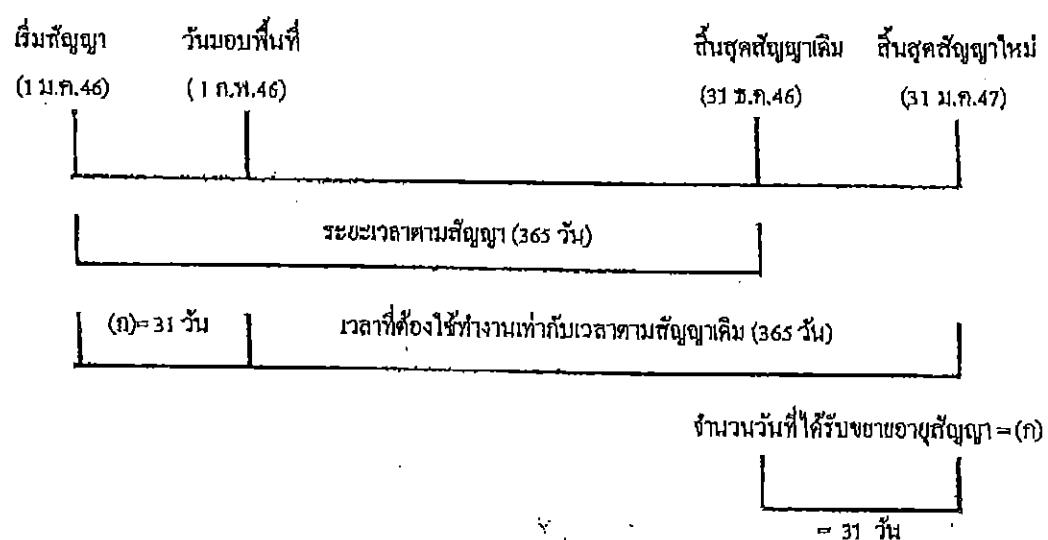 เริ่มสัญญา วันมอบพื้นที่ สิ้นสุดสัญญาเดิม สิ้นสุดสัญญาใหม่
(1 ม.ค.46) (1 ก.พ.46) (31 ธ.ค.46) (31 ม.ค.47)
ระยะเวลาตามสัญญา (365 วัน)
(ก)= 31 วัน เวลาที่ต้องใช้ทำงานเท่ากับเวลาตามสัญญาเดิม (365 วัน)
จำนวนวันที่ได้รับขยายอายุสัญญา = (ก)
= 31 วัน